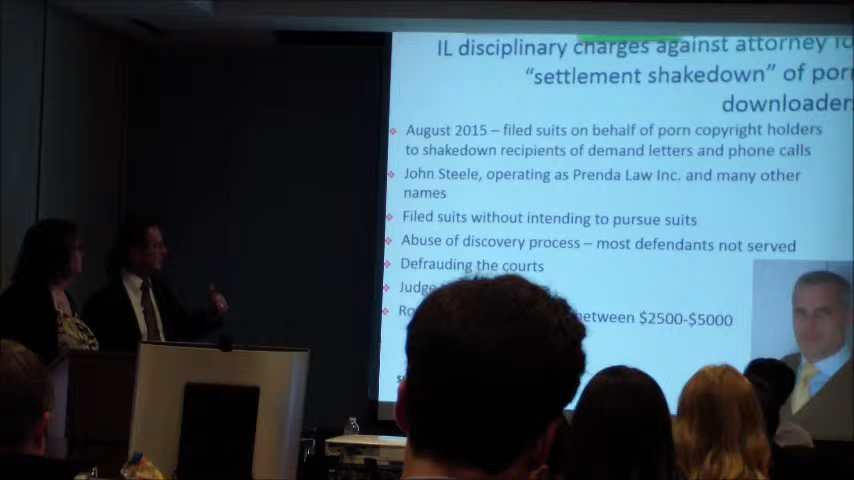 IL disciplinary charges against attorney
"settlement shakedown" of porn
downloader
August 2015 – filed suits on behalf of porn copyright holders
to shakedown recipients of demand letters and phone calls
John Steele, operating as Prenda Law Inc. and many other
names
Filed suits without intending to pursue suits
Abuse of discovery process – most defendants not served
Defrauding the courts
Judge
between $2500-$5000